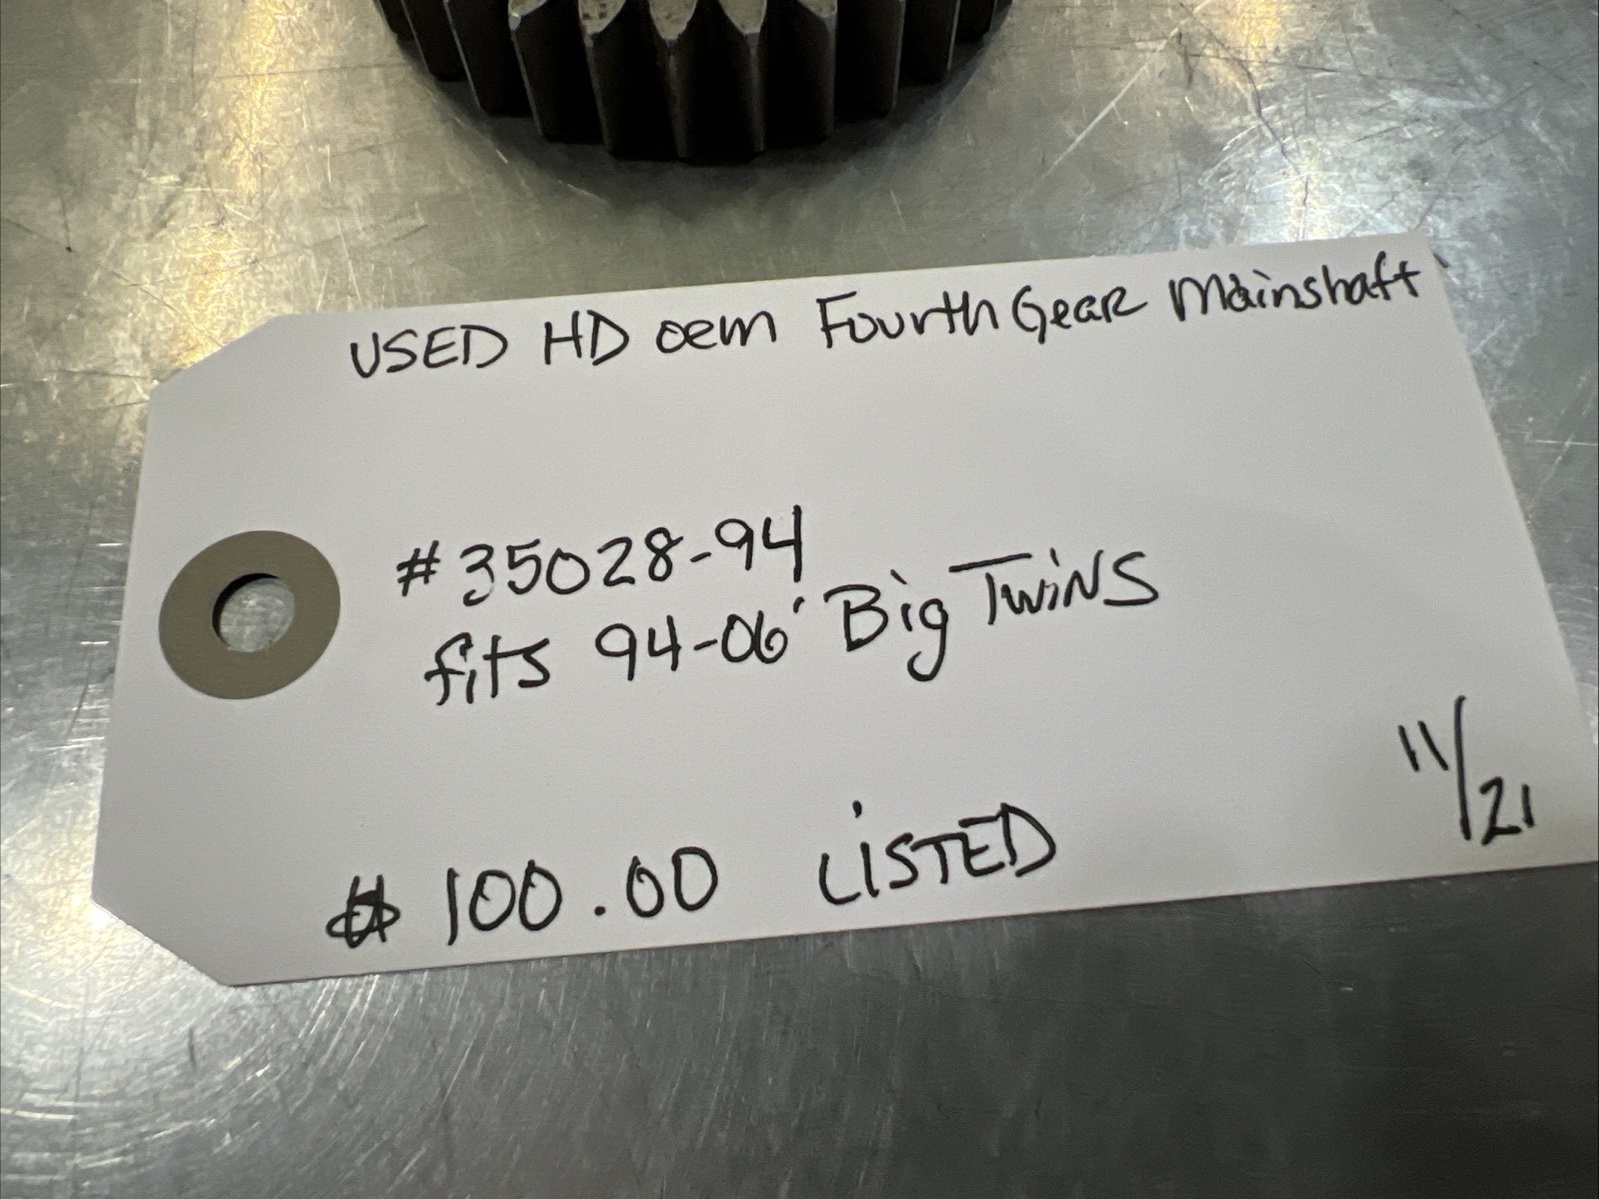 USED HD oem Fourth Gear Mainshaft
#35028-94
fits 94-06' Big Twins
$ 100.00 LiSTED
11/21